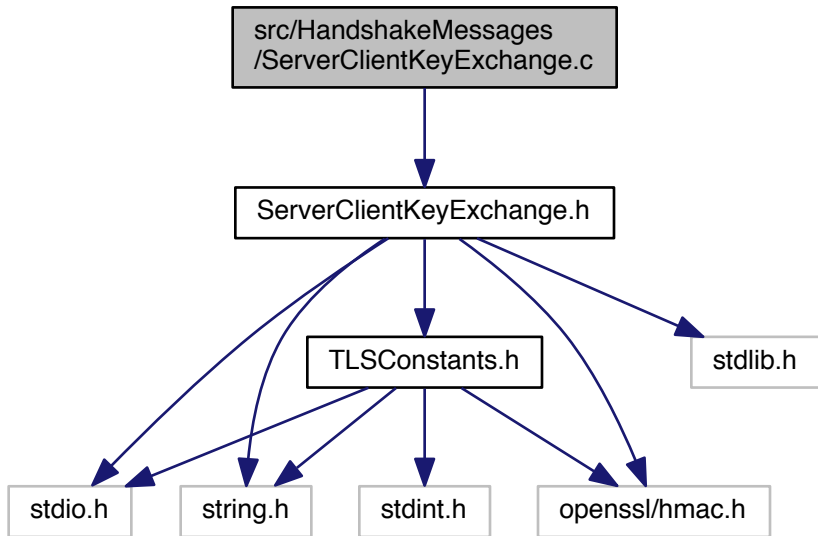 src/HandshakeMessages
/ServerClientKeyExchange.c
ServerClientKeyExchange.h
TLSConstants.h
stdlib.h
stdio.h
string.h
stdint.h
openssl/hmac.h